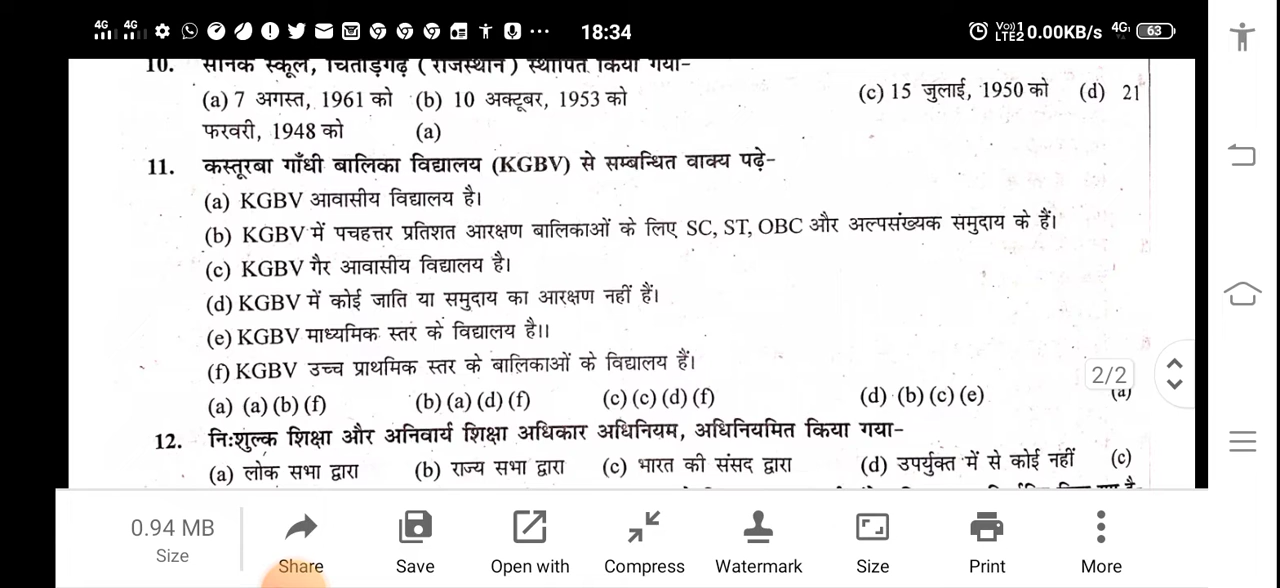 4G 4G 18:34 Vo)) 1 LTE2 0.00KB/s 4G 63
10. सैनिक स्कूल, चित्तौड़गढ़ (राजस्थान) स्थापित किया गया-
(a) 7 अगस्त, 1961 को (b) 10 अक्टूबर, 1953 को (c) 15 जुलाई, 1950 को (d) 21
फरवरी, 1948 को (a)
11. कस्तूरबा गाँधी बालिका विद्यालय (KGBV) से सम्बन्धित वाक्य पढ़े-
(a) KGBV आवासीय विद्यालय है।
(b) KGBV में पचहत्तर प्रतिशत आरक्षण बालिकाओं के लिए SC, ST, OBC और अल्पसंख्यक समुदाय के हैं।
(c) KGBV गैर आवासीय विद्यालय है।
(d) KGBV में कोई जाति या समुदाय का आरक्षण नहीं हैं।
(e) KGBV माध्यमिक स्तर के विद्यालय है।।
(f) KGBV उच्च प्राथमिक स्तर के बालिकाओं के विद्यालय हैं।
2/2
(a) (a) (b) (f) (b) (a) (d) (f) (c) (c) (d) (f) (d) (b) (c) (e) (a)
12. निःशुल्क शिक्षा और अनिवार्य शिक्षा अधिकार अधिनियम, अधिनियमित किया गया-
(a) लोक सभा द्वारा (b) राज्य सभा द्वारा (c) भारत की संसद द्वारा (d) उपर्युक्त में से कोई नहीं (c)
0.94 MB
Size Share Save Open with Compress Watermark Size Print More